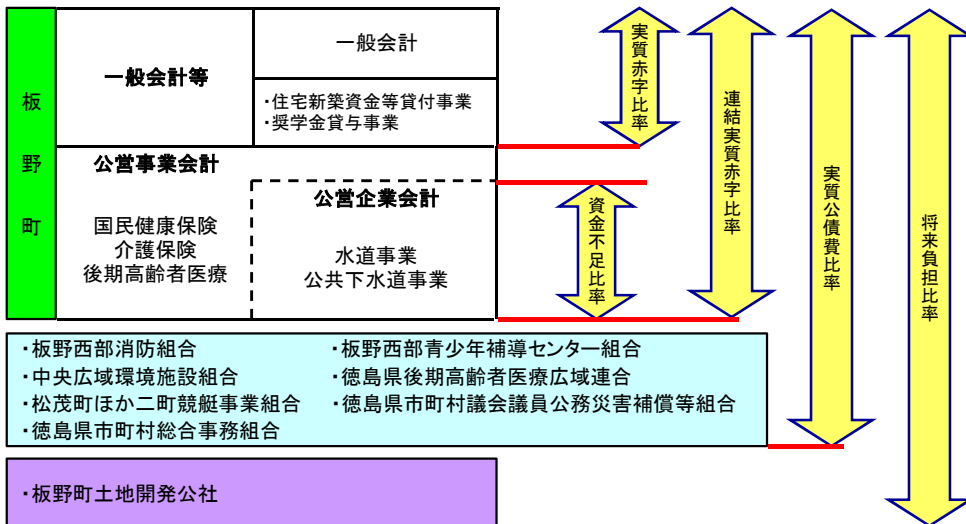 板野町
一般会計等
一般会計
・住宅新築資金等貸付事業
・奨学金貸与事業
公営事業会計
国民健康保険
介護保険
後期高齢者医療
公営企業会計
水道事業
公共下水道事業
実質赤字比率
資金不足比率
連結実質赤字比率
実質公債費比率
将来負担比率
・板野西部消防組合
・板野西部青少年補導センター組合
・中央広域環境施設組合
・徳島県後期高齢者医療広域連合
・松茂町ほか二町競艇事業組合
・徳島県市町村議会議員公務災害補償等組合
・徳島県市町村総合事務組合
・板野町土地開発公社